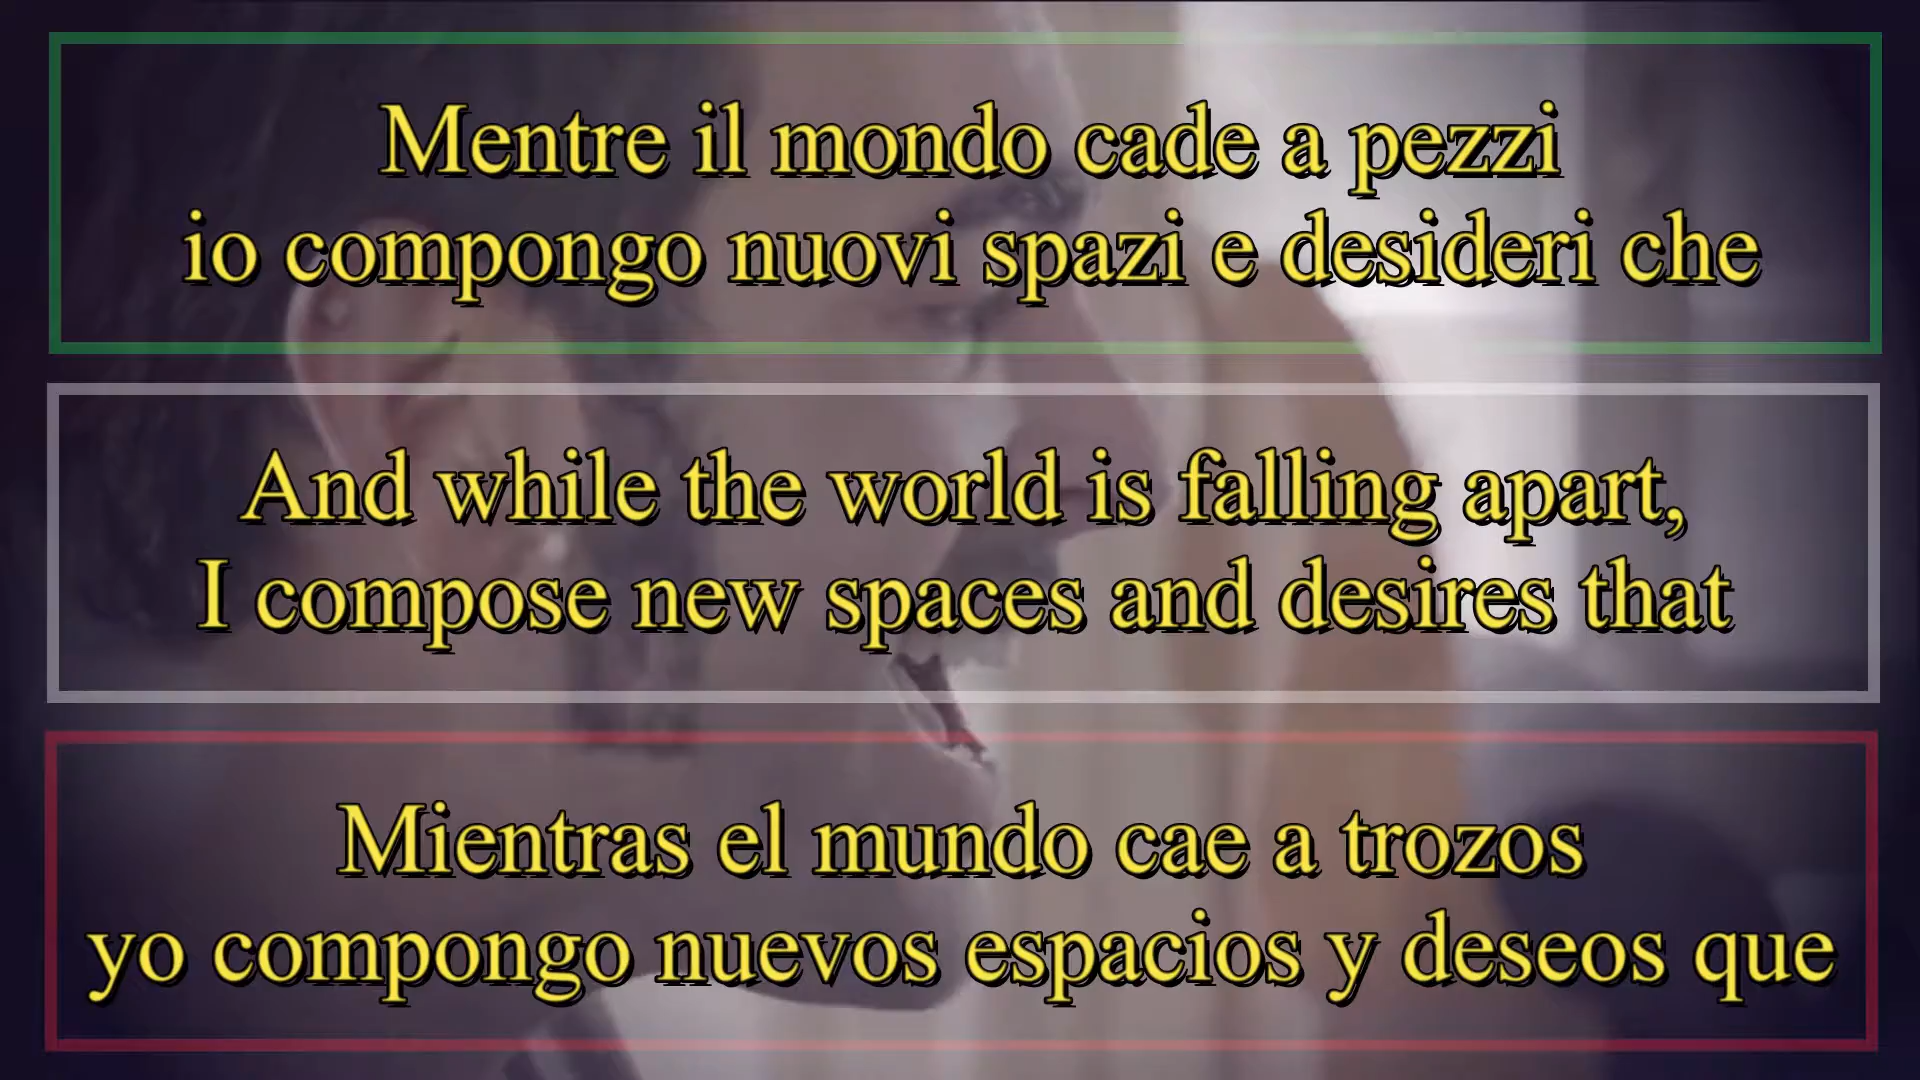 Mentre il mondo cade a pezzi
io compongo nuovi spazi e desideri che
And while the world is falling apart,
I compose new spaces and desires that
Mientras el mundo cae a trozos
yo compongo nuevos espacios y deseos que